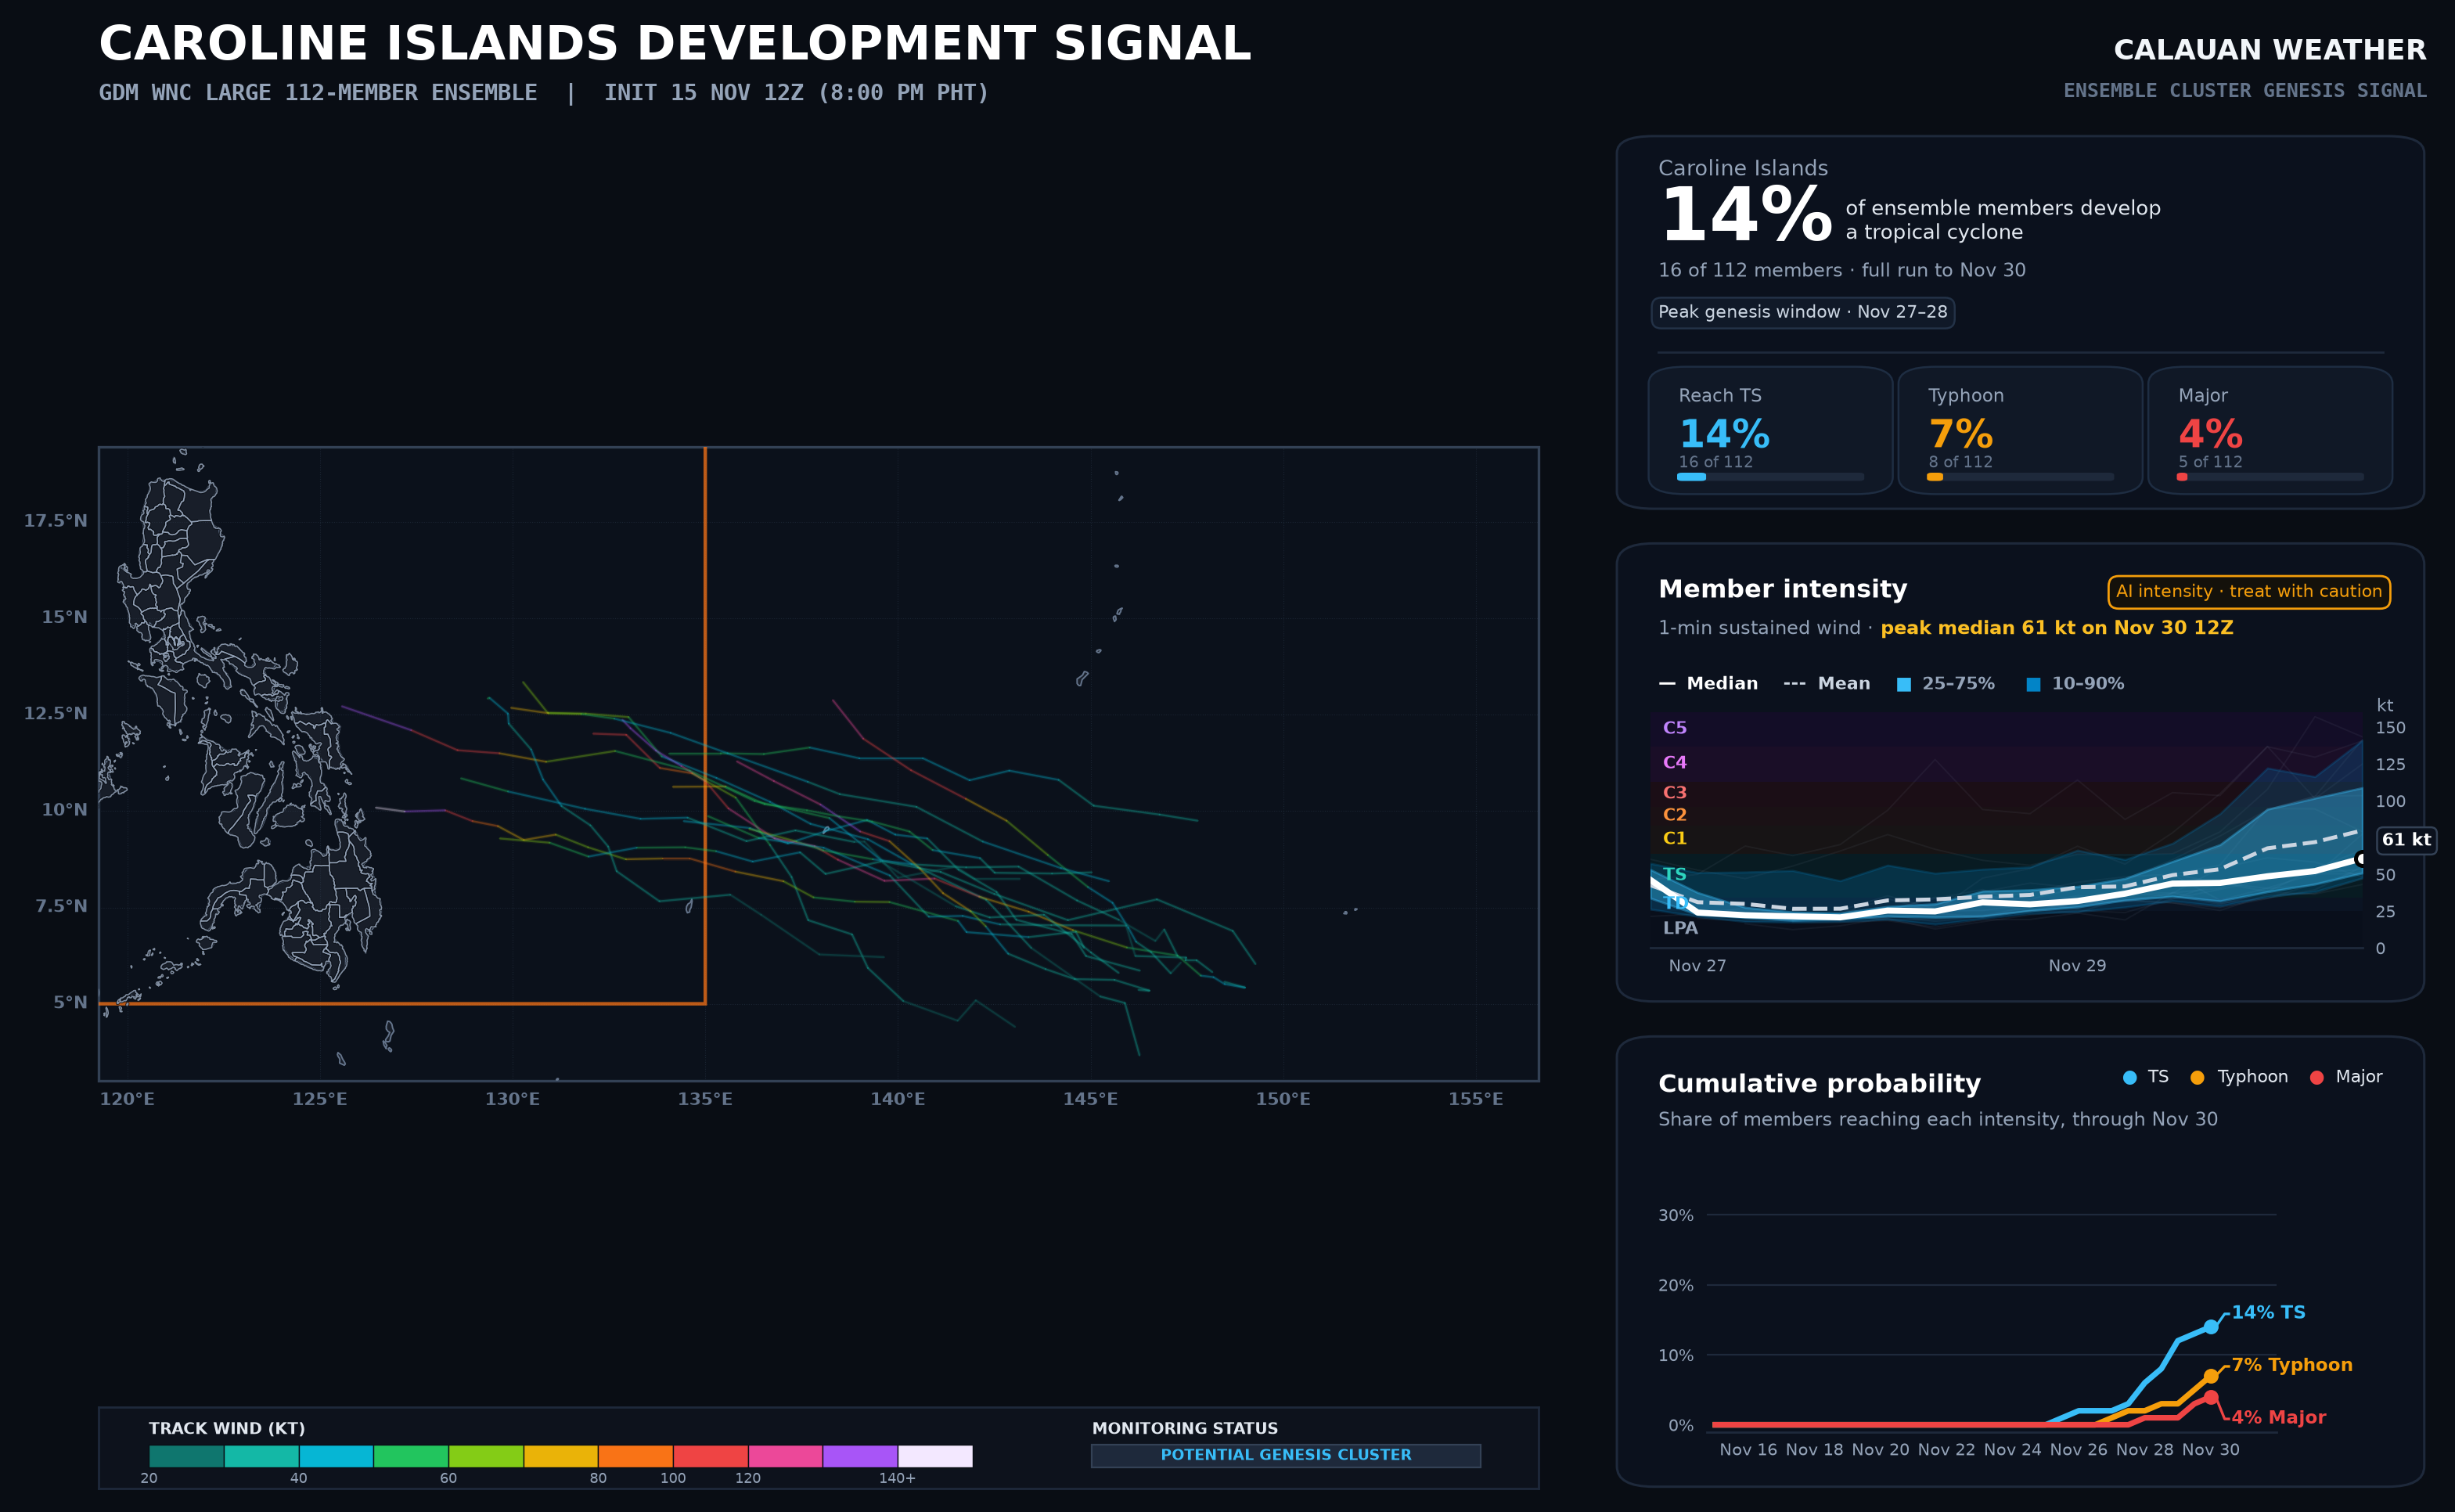 CAROLINE ISLANDS DEVELOPMENT SIGNAL
GDM WNC LARGE 112-MEMBER ENSEMBLE | INIT 15 NOV 12Z (8:00 PM PHT)
CALAUAN WEATHER
ENSEMBLE CLUSTER GENESIS SIGNAL
17.5°N
15°N
12.5°N
10°N
7.5°N
5°N
120°E 125°E 130°E 135°E 140°E 145°E 150°E 155°E
TRACK WIND (KT)
20 40 60 80 100 120 140+
MONITORING STATUS
POTENTIAL GENESIS CLUSTER
Caroline Islands
14% of ensemble members develop
a tropical cyclone
16 of 112 members · full run to Nov 30
Peak genesis window · Nov 27–28
Reach TS
14%
16 of 112
Typhoon
7%
8 of 112
Major
4%
5 of 112
Member intensity
AI intensity · treat with caution
1-min sustained wind · peak median 61 kt on Nov 30 12Z
Median Mean 25–75% 10–90%
kt
C5 150
C4 125
C3 100
C2
C1
61 kt
TS 50
TD 25
LPA 0
Nov 27 Nov 29
Cumulative probability
TS Typhoon Major
Share of members reaching each intensity, through Nov 30
30%
20%
10%
0%
14% TS
7% Typhoon
4% Major
Nov 16 Nov 18 Nov 20 Nov 22 Nov 24 Nov 26 Nov 28 Nov 30